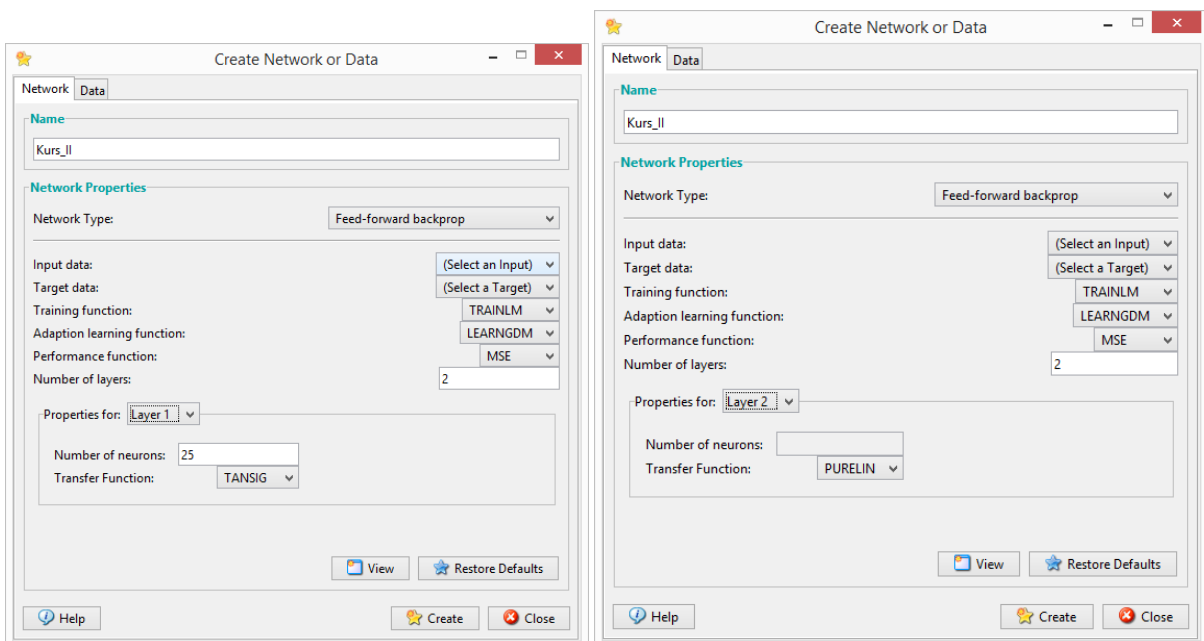 Create Network or Data
Network Data
Name
Kurs_II
Network Properties
Network Type: Feed-forward backprop
Input data: (Select an Input)
Target data: (Select a Target)
Training function: TRAINLM
Adaption learning function: LEARNGDM
Performance function: MSE
Number of layers: 2
Properties for: Layer 1
Number of neurons: 25
Transfer Function: TANSIG
View Restore Defaults
Help Create Close
Create Network or Data
Network Data
Name
Kurs_II
Network Properties
Network Type: Feed-forward backprop
Input data: (Select an Input)
Target data: (Select a Target)
Training function: TRAINLM
Adaption learning function: LEARNGDM
Performance function: MSE
Number of layers: 2
Properties for: Layer 2
Number of neurons:
Transfer Function: PURELIN
View Restore Defaults
Help Create Close